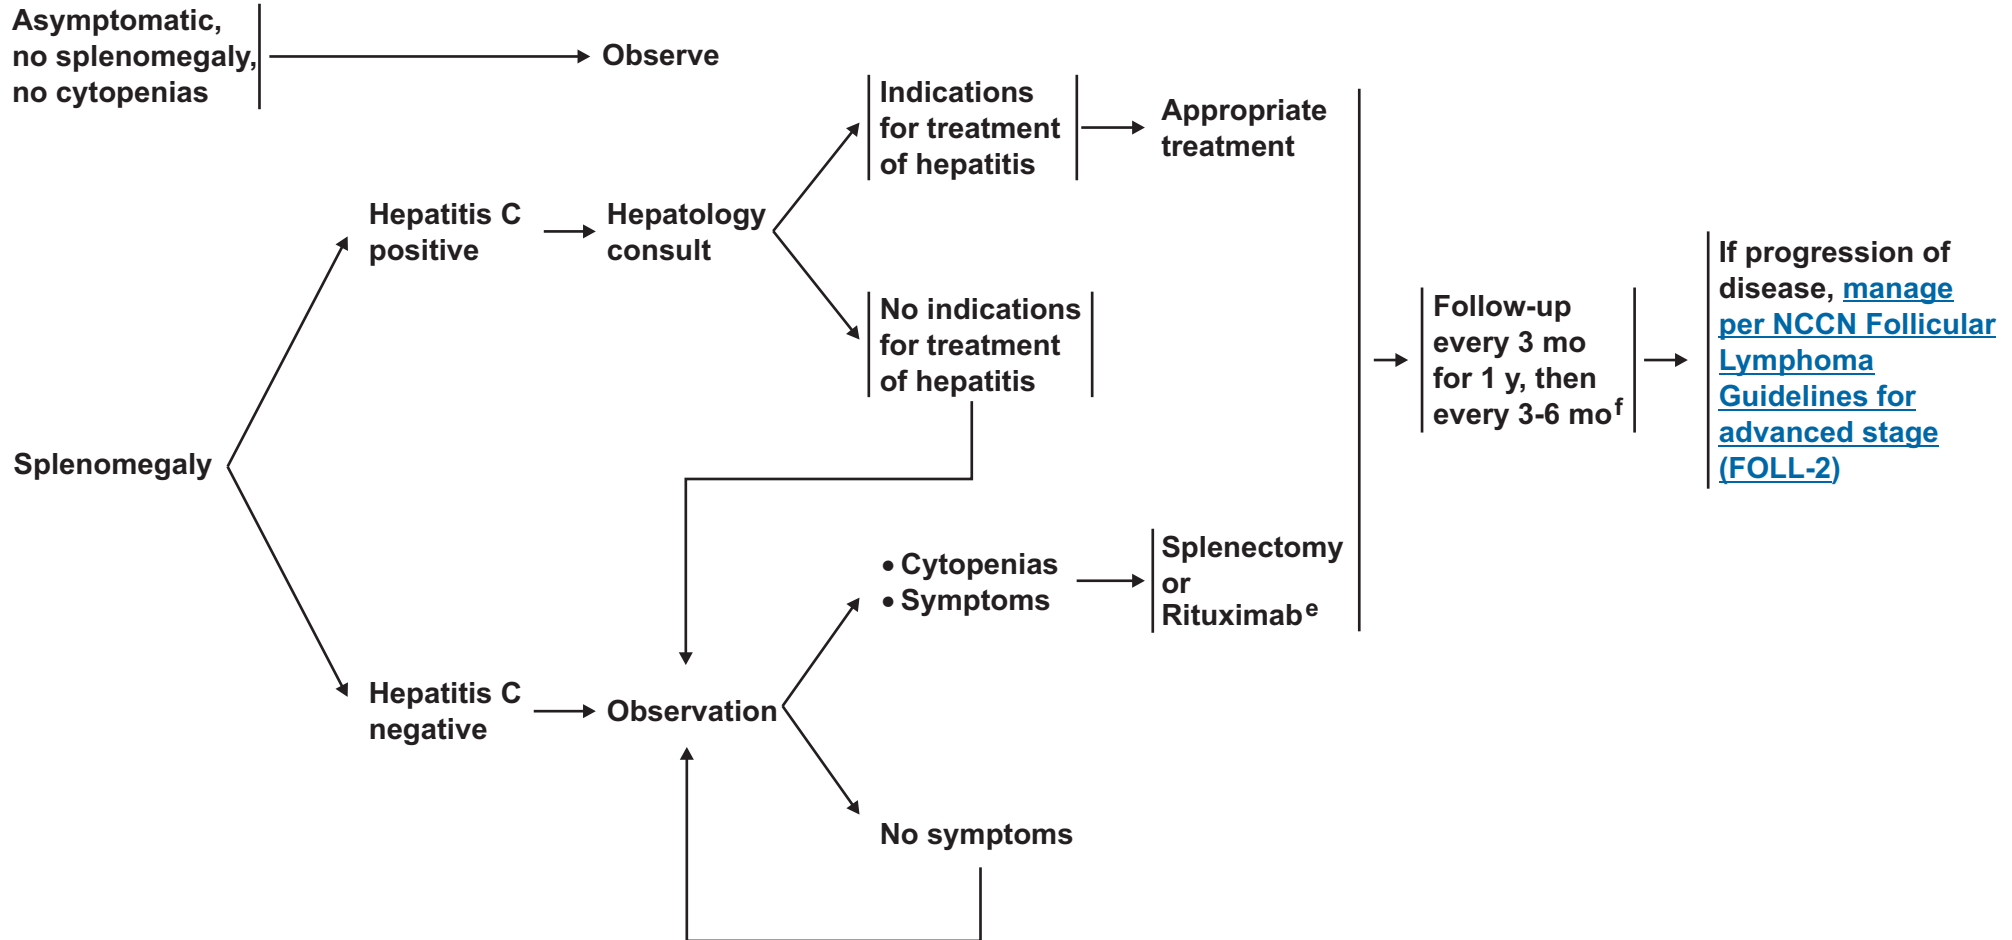 Asymptomatic,
no splenomegaly,
no cytopenias
Observe
Indications
for treatment
of hepatitis
Appropriate
treatment
Hepatitis C
positive
Hepatology
consult
No indications
for treatment
of hepatitis
Follow-up
every 3 mo
for 1 y, then
every 3-6 mo f
If progression of
disease, manage
per NCCN Follicular
Lymphoma
Guidelines for
advanced stage
(FOLL-2)
Splenomegaly
• Cytopenias
• Symptoms
Splenectomy
or
Rituximab e
Hepatitis C
negative
Observation
No symptoms